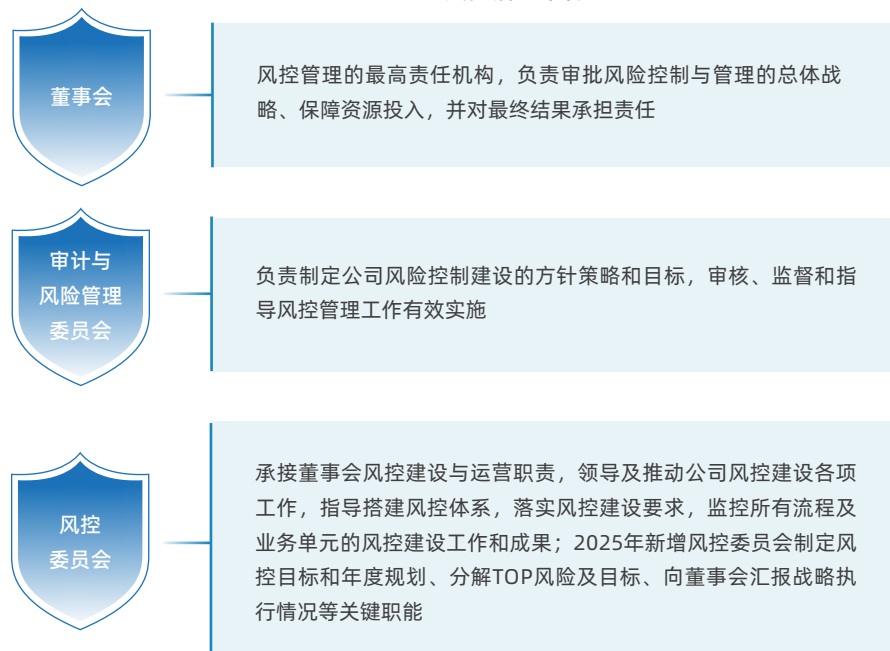 董事会
风控管理的最高责任机构，负责审批风险控制与管理的总体战
略、保障资源投入，并对最终结果承担责任
审计与
风险管理
委员会
负责制定公司风险控制建设的方针策略和目标，审核、监督和指
导风控管理工作有效实施
风控
委员会
承接董事会风控建设与运营职责，领导及推动公司风控建设各项
工作，指导搭建风控体系，落实风控建设要求，监控所有流程及
业务单元的风控建设工作和成果；2025年新增风控委员会制定风
控目标和年度规划、分解TOP风险及目标、向董事会汇报战略执
行情况等关键职能